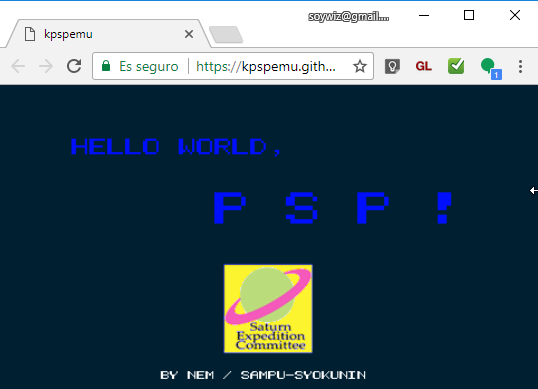 soywiz@gmail....
kpspemu
Es seguro | https://kpspemu.gith...
GL
1
HELLO WORLD,
P S P !
Saturn
Expedition
Committee
BY NEM / SAMPU-SYOKUNIN